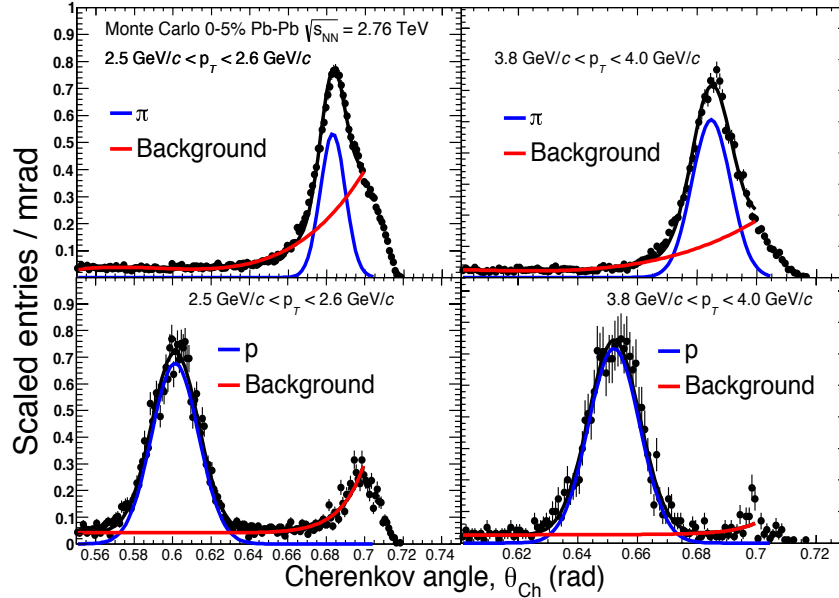 Monte Carlo 0-5% Pb-Pb √sNN = 2.76 TeV
2.5 GeV/c < pT < 2.6 GeV/c
π
Background
3.8 GeV/c < pT < 4.0 GeV/c
π
Background
0.9
0.8
0.7
0.6
0.5
0.4
0.3
0.2
0.1
2.5 GeV/c < pT < 2.6 GeV/c
p
Background
3.8 GeV/c < pT < 4.0 GeV/c
p
Background
0.9
0.8
0.7
0.6
0.5
0.4
0.3
0.2
0.1
0
0.56 0.6 0.64 0.68 0.72
0.58 0.62 0.66 0.7 0.74
0.62 0.64 0.66 0.68 0.7 0.72
Scaled entries / mrad
Cherenkov angle, θCh (rad)